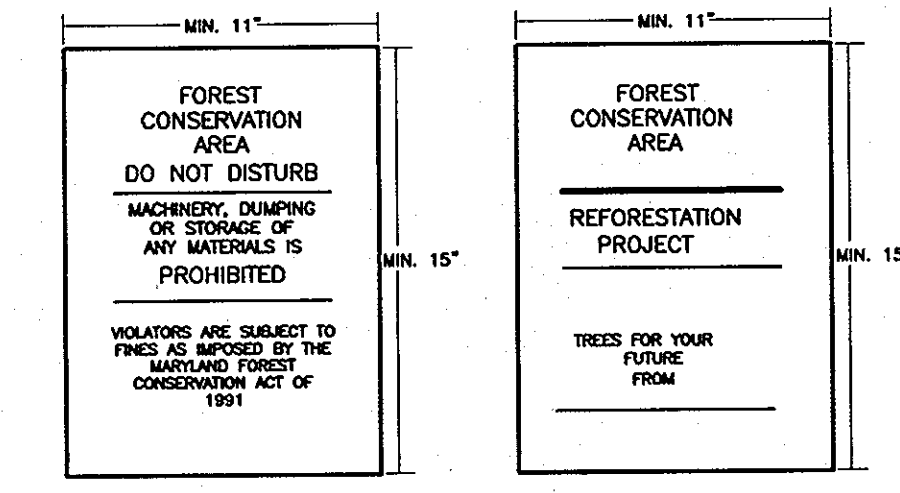 MIN. 11"
FOREST
CONSERVATION
AREA
DO NOT DISTURB
MACHINERY, DUMPING
OR STORAGE OF
ANY MATERIALS IS
PROHIBITED
VIOLATORS ARE SUBJECT TO
FINES AS IMPOSED BY THE
MARYLAND FOREST
CONSERVATION ACT OF
1991
MIN. 15"
MIN. 11"
FOREST
CONSERVATION
AREA
REFORESTATION
PROJECT
TREES FOR YOUR
FUTURE
FROM
MIN. 15